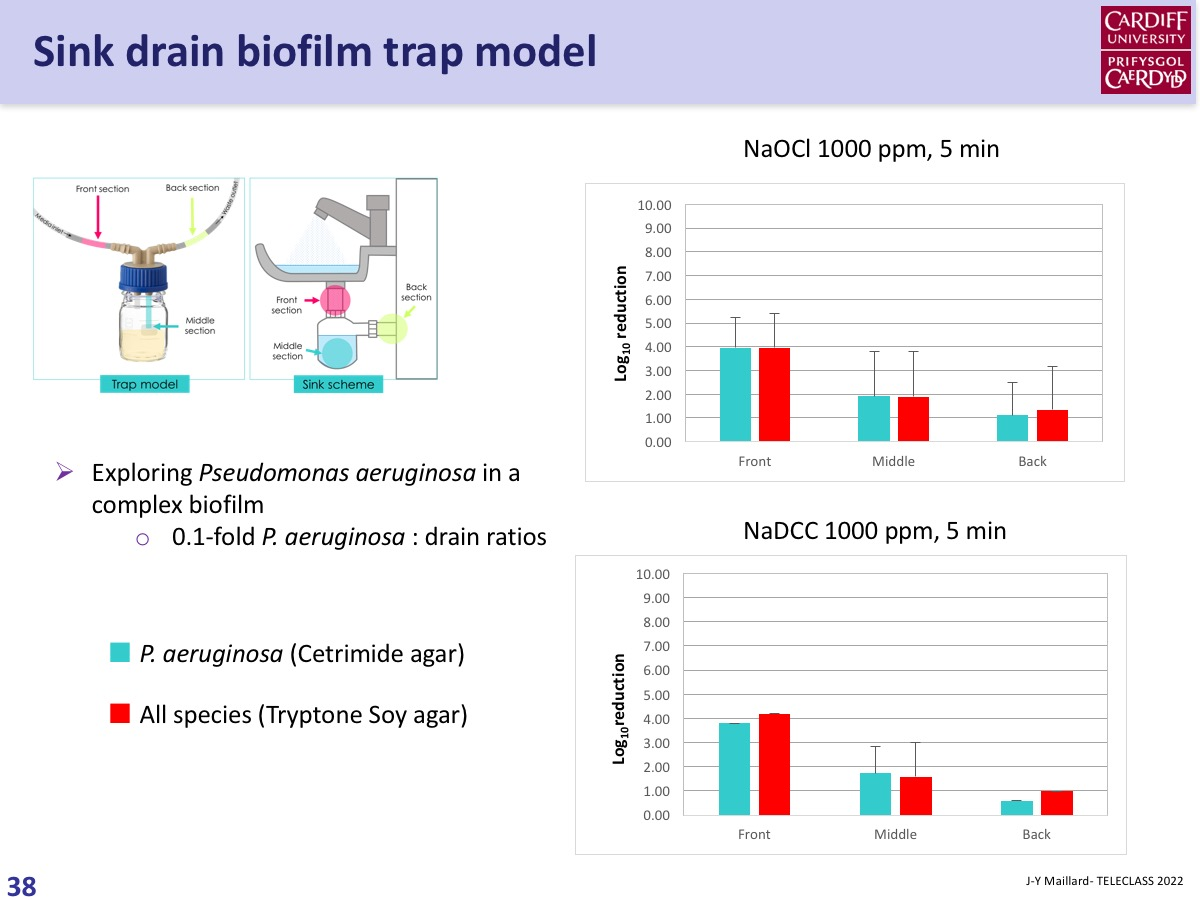 Sink drain biofilm trap model
CARDIFF
UNIVERSITY
PRIFYSGOL
CAERDYDD
Front section
Back section
Media inlet
Waste outlet
Middle
section
Trap model
Front
section
Back
section
Middle
section
Sink scheme
Exploring Pseudomonas aeruginosa in a
complex biofilm
0.1-fold P. aeruginosa : drain ratios
P. aeruginosa (Cetrimide agar)
All species (Tryptone Soy agar)
NaOCl 1000 ppm, 5 min
Log10 reduction
10.00
9.00
8.00
7.00
6.00
5.00
4.00
3.00
2.00
1.00
0.00
Front Middle Back
NaDCC 1000 ppm, 5 min
Log10reduction
10.00
9.00
8.00
7.00
6.00
5.00
4.00
3.00
2.00
1.00
0.00
Front Middle Back
38
J-Y Maillard- TELECLASS 2022